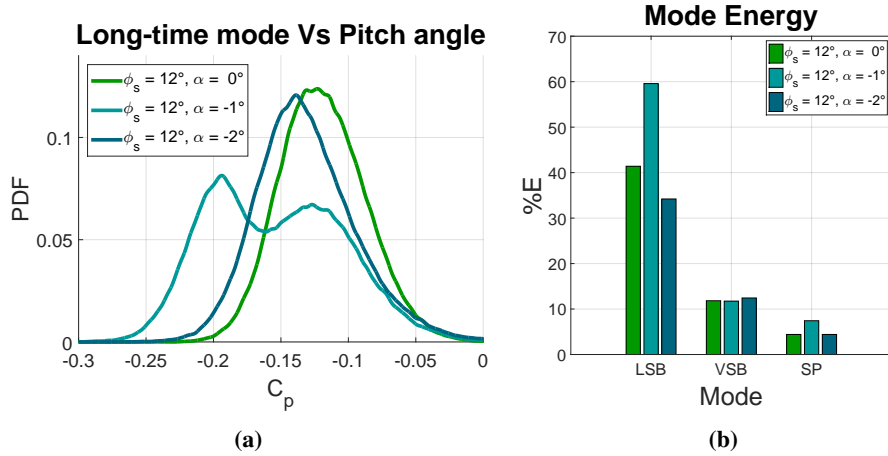 Long-time mode Vs Pitch angle
ϕs = 12°, α = 0°
ϕs = 12°, α = -1°
ϕs = 12°, α = -2°
PDF
0.1
0.05
0
-0.3 -0.25 -0.2 -0.15 -0.1 -0.05 0
Cp
(a)
Mode Energy
ϕs = 12°, α = 0°
ϕs = 12°, α = -1°
ϕs = 12°, α = -2°
%E
70
60
50
40
30
20
10
0
LSB VSB SP
Mode
(b)